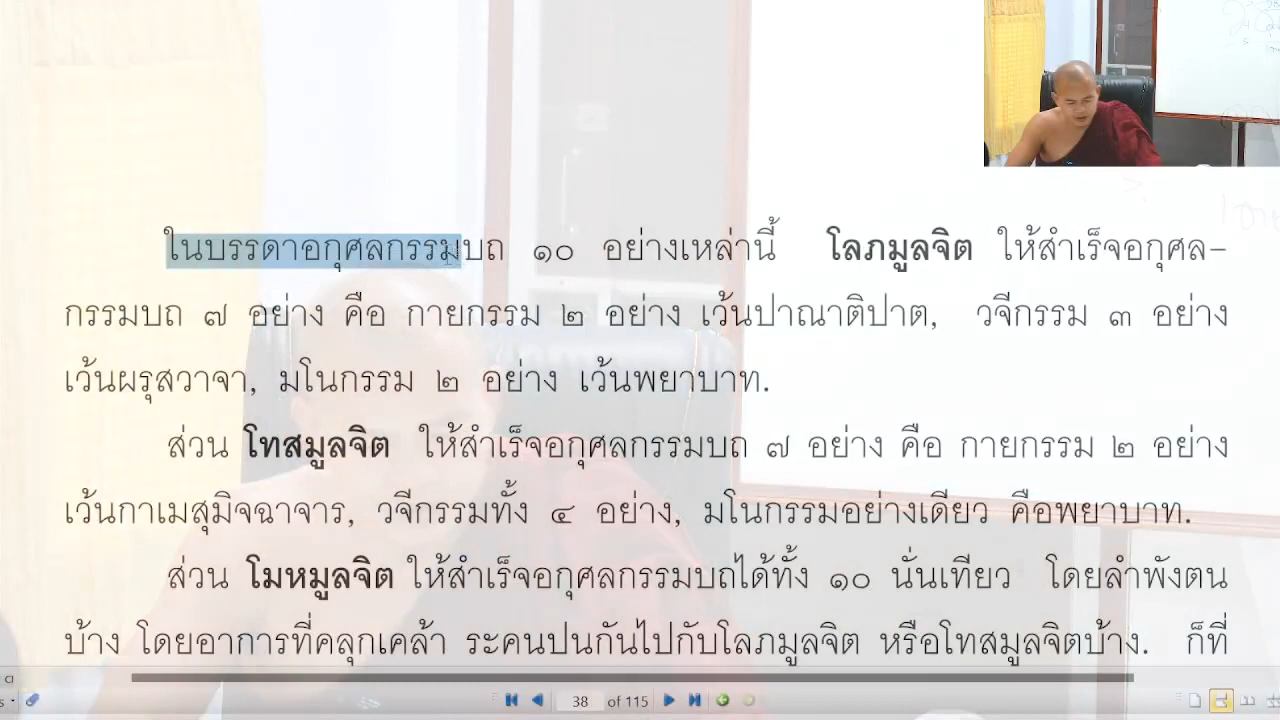 ในบรรดาอกุศลกรรมบถ ๑๐ อย่างเหล่านี้ โลภมูลจิต ให้สำเร็จอกุศล-
กรรมบถ ๗ อย่าง คือ กายกรรม ๒ อย่าง เว้นปาณาติปาต, วจีกรรม ๓ อย่าง
เว้นผรุสวาจา, มโนกรรม ๒ อย่าง เว้นพยาบาท.
ส่วน โทสมูลจิต ให้สำเร็จอกุศลกรรมบถ ๗ อย่าง คือ กายกรรม ๒ อย่าง
เว้นกาเมสุมิจฉาจาร, วจีกรรมทั้ง ๔ อย่าง, มโนกรรมอย่างเดียว คือพยาบาท.
ส่วน โมหมูลจิต ให้สำเร็จอกุศลกรรมบถได้ทั้ง ๑๐ นั่นเทียว โดยลำพังตน
บ้าง โดยอาการที่คลุกเคล้า ระคนปนกันไปกับโลภมูลจิต หรือโทสมูลจิตบ้าง. ก็ที่
38 of 115